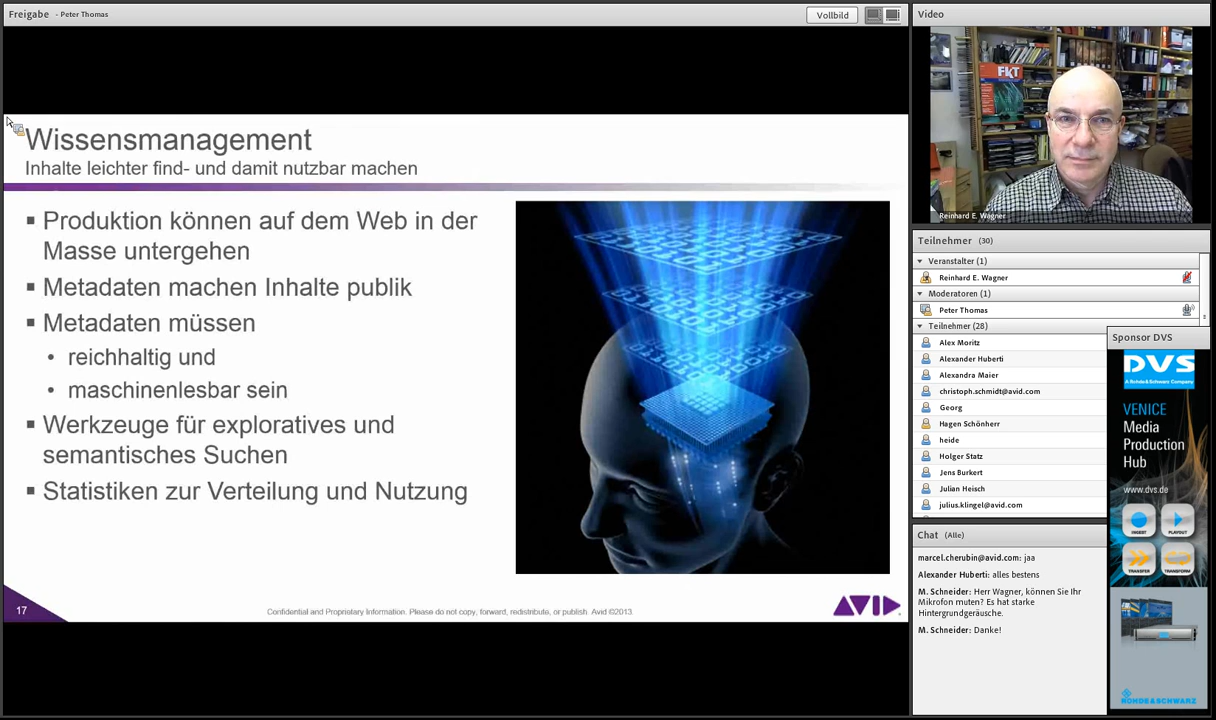 Freigabe - Peter Thomas
Vollbild
Wissensmanagement
Inhalte leichter find- und damit nutzbar machen
▪ Produktion können auf dem Web in der
Masse untergehen
▪ Metadaten machen Inhalte publik
▪ Metadaten müssen
• reichhaltig und
• maschinenlesbar sein
▪ Werkzeuge für exploratives und
semantisches Suchen
▪ Statistiken zur Verteilung und Nutzung
17
Confidential and Proprietary Information. Please do not copy, forward, redistribute, or publish Avid ©2013.
AVID
Video
FKT
Reinhard E. Wagner
Teilnehmer (30)
Veranstalter (1)
Reinhard E. Wagner
Moderatoren (1)
Peter Thomas
Teilnehmer (28)
Alex Moritz
Alexander Huberti
Alexandra Maier
christoph.schmidt@avid.com
Georg
Hagen Schönherr
heide
Holger Statz
Jens Burkert
Julian Heisch
julius.klingel@avid.com
Chat (Alle)
marcel.cherubin@avid.com: jaa
Alexander Huberti: alles bestens
M. Schneider: Herr Wagner, können Sie Ihr
Mikrofon muten? Es hat starke
Hintergrundgeräusche.
M. Schneider: Danke!
Sponsor DVS
DVS
A Rohde & Schwarz Company
VENICE
Media
Production
Hub
www.dvs.de
INGEST
PLAYOUT
TRANSFER
TRANSFORM
ROHDE&SCHWARZ